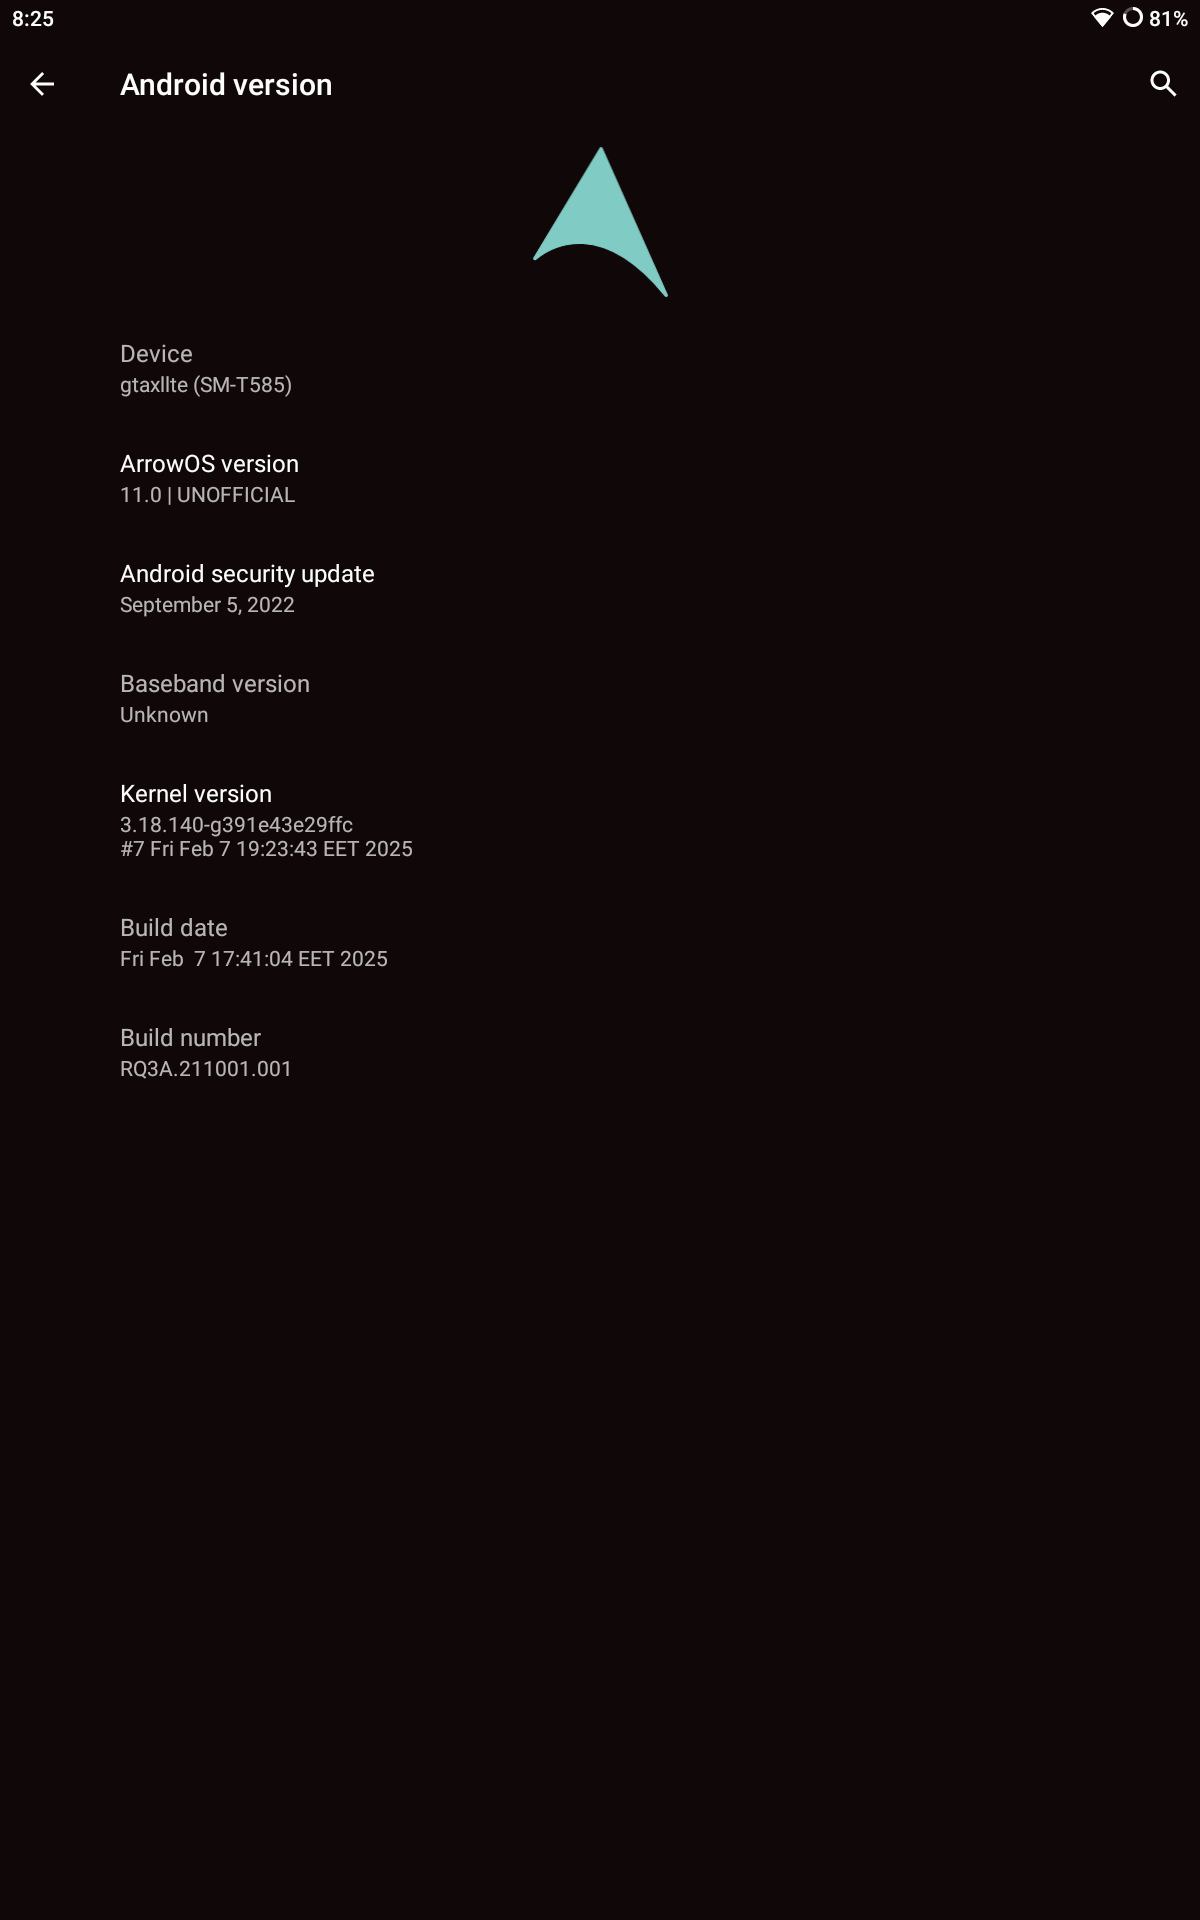 8:25
81%
Android version
Device
gtaxllte (SM-T585)
ArrowOS version
11.0 | UNOFFICIAL
Android security update
September 5, 2022
Baseband version
Unknown
Kernel version
3.18.140-g391e43e29ffc
#7 Fri Feb 7 19:23:43 EET 2025
Build date
Fri Feb  7 17:41:04 EET 2025
Build number
RQ3A.211001.001